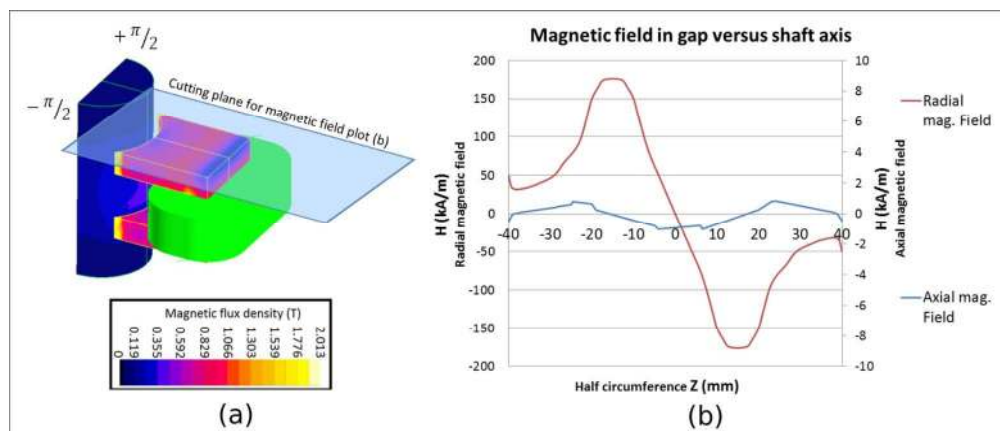 + π/2
- π/2
Cutting plane for magnetic field plot (b)
Magnetic flux density (T)
0
0.119
0.355
0.592
0.829
1.066
1.303
1.539
1.776
2.013
(a)
Magnetic field in gap versus shaft axis
200
150
100
50
0
-50
-100
-150
-200
H (kA/m)
Radial magnetic field
-40
-30
-20
-10
0
10
20
30
40
10
8
6
4
2
0
-2
-4
-6
-8
-10
H (kA/m)
Axial magnetic field
Half circumference Z (mm)
Radial
mag. Field
Axial mag.
Field
(b)